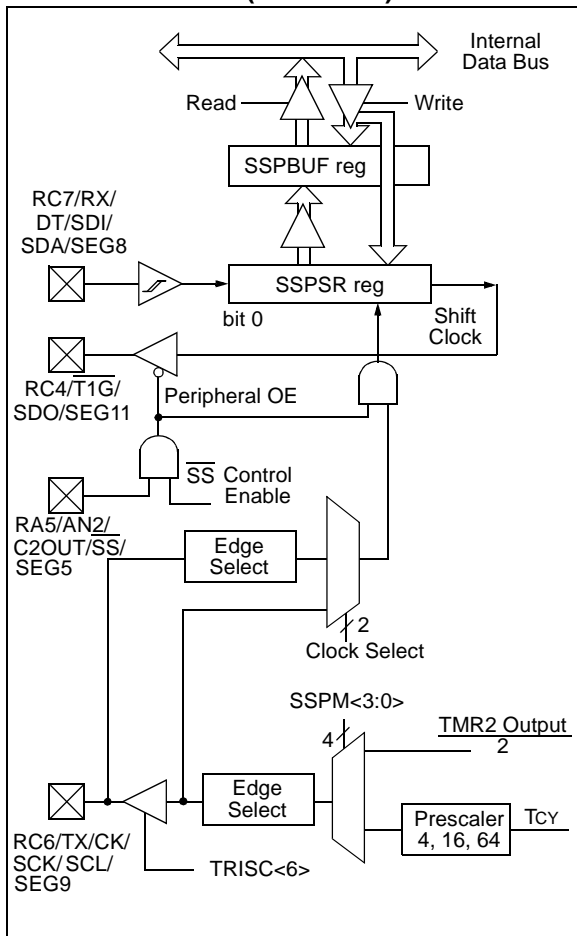 Internal
Data Bus
Read
Write
SSPBUF reg
RC7/RX/
DT/SDI/
SDA/SEG8
SSPSR reg
bit 0
Shift
Clock
RC4/T1G/
SDO/SEG11
Peripheral OE
SS Control
Enable
RA5/AN2/
C2OUT/SS/
SEG5
Edge
Select
2
Clock Select
SSPM<3:0>
4
TMR2 Output
2
Edge
Select
Prescaler
4, 16, 64
TCY
RC6/TX/CK/
SCK/ SCL/
SEG9
TRISC<6>